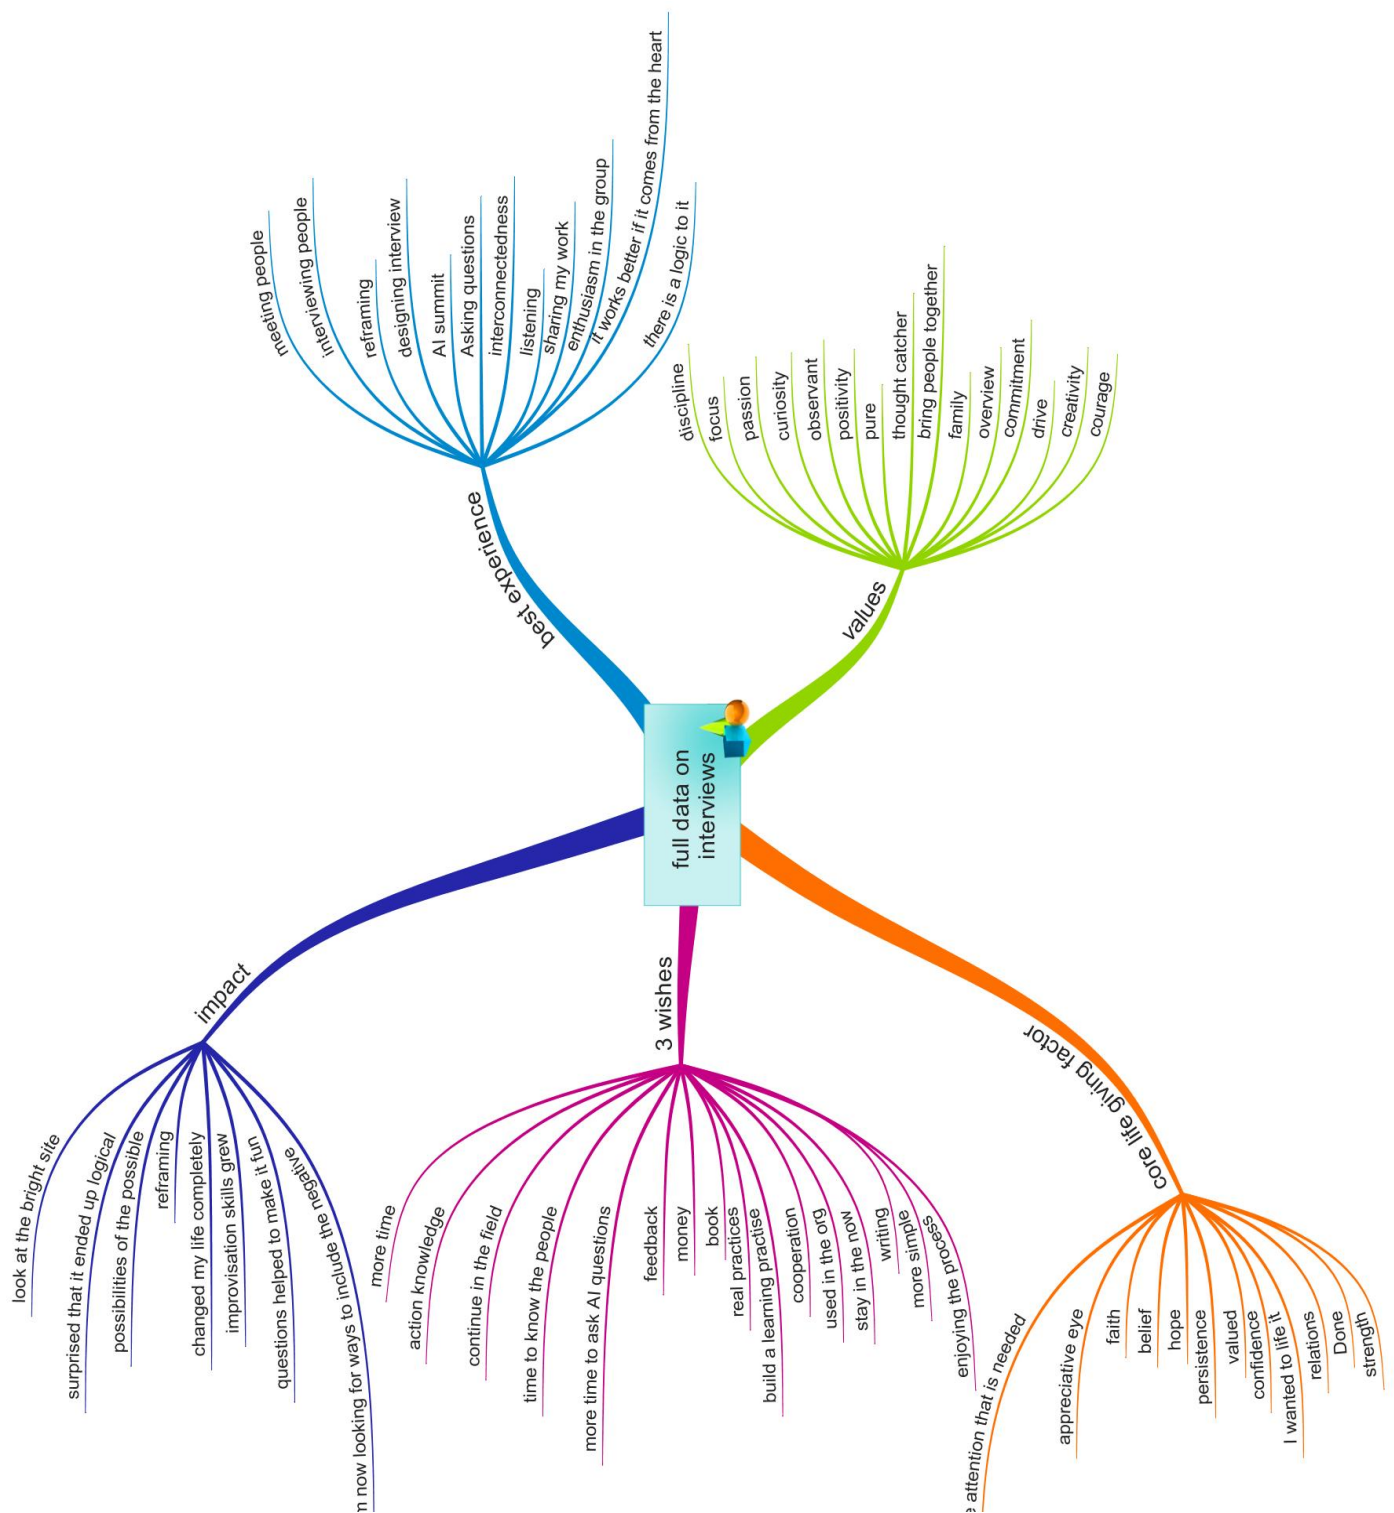 full data on
interviews
best experience
meeting people
interviewing people
reframing
designing interview
AI summit
Asking questions
interconnectedness
listening
sharing my work
enthusiasm in the group
it works better if it comes from the heart
there is a logic to it
values
discipline
focus
passion
curiosity
observant
positivity
pure
thought catcher
bring people together
family
overview
commitment
drive
creativity
courage
core life giving factor
attention that is needed
appreciative eye
faith
belief
hope
persistence
valued
confidence
I wanted to life it
relations
Done
strength
3 wishes
more time
action knowledge
continue in the field
time to know the people
more time to ask AI questions
feedback
money
book
real practices
build a learning practise
cooperation
used in the org
stay in the now
writing
more simple
enjoying the process
impact
look at the bright site
surprised that it ended up logical
possibilities of the possible
reframing
changed my life completely
improvisation skills grew
questions helped to make it fun
now looking for ways to include the negative